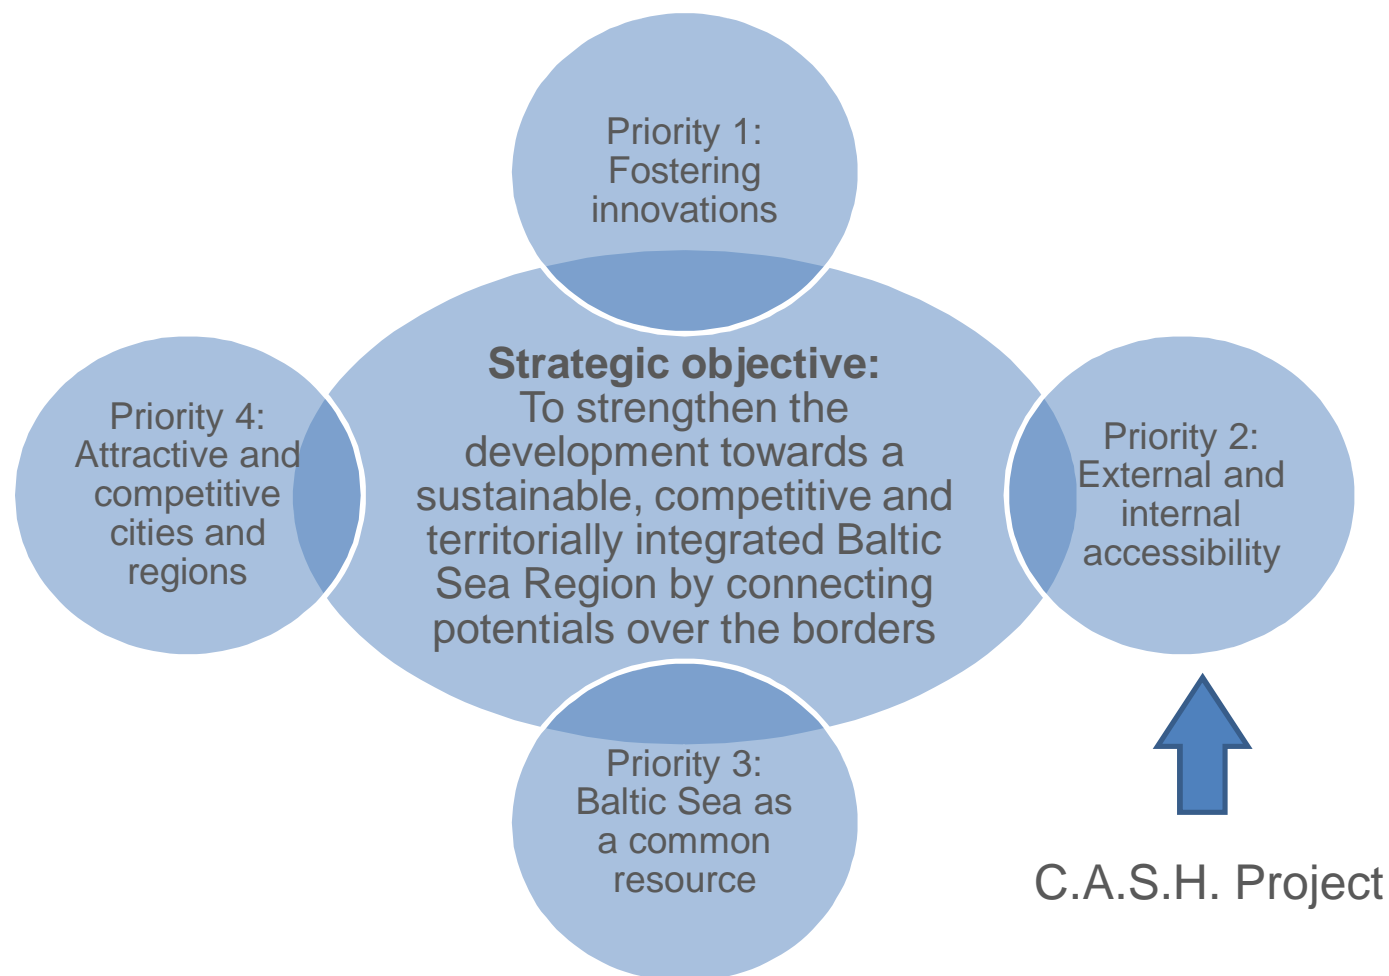 Priority 1:
Fostering
innovations
Strategic objective:
To strengthen the
development towards a
sustainable, competitive and
territorially integrated Baltic
Sea Region by connecting
potentials over the borders
Priority 4:
Attractive and
competitive
cities and
regions
Priority 2:
External and
internal
accessibility
Priority 3:
Baltic Sea as
a common
resource
C.A.S.H. Project